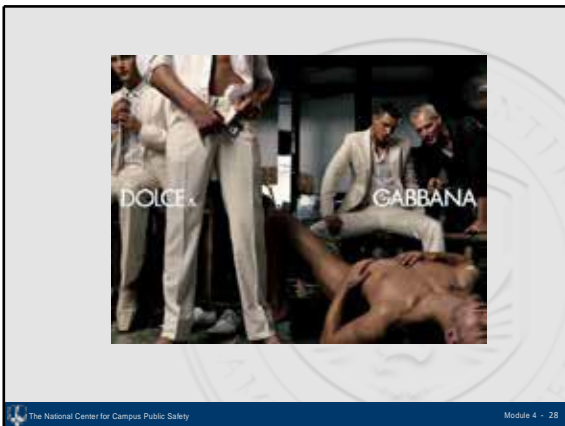 DOLCE & GABBANA
The National Center for Campus Public Safety Module 4 - 28